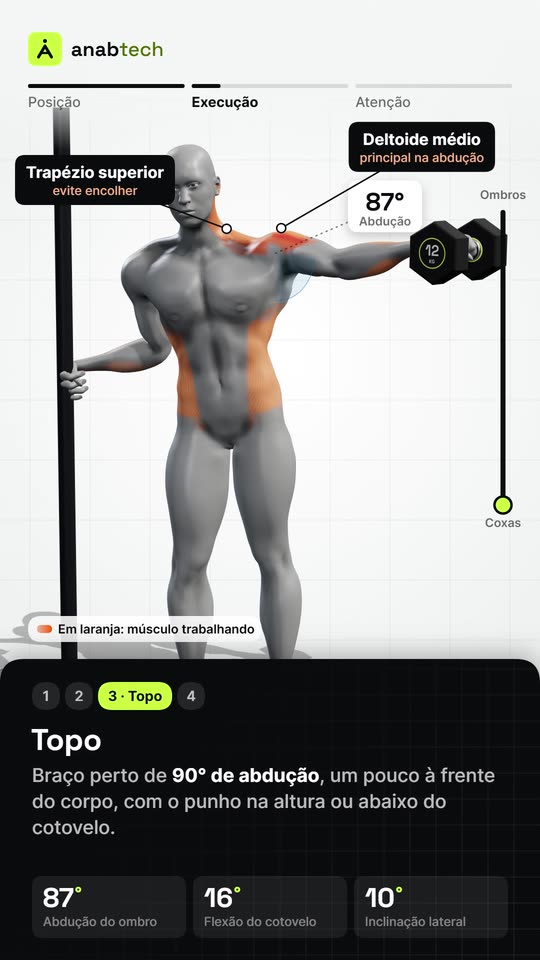 anabtech
Posição
Execução
Atenção
Deltoide médio
principal na abdução
Trapézio superior
evite encolher
87°
Abdução
Ombros
12
KG
Coxas
Em laranja: músculo trabalhando
1
2
3 · Topo
4
Topo
Braço perto de 90° de abdução, um pouco à frente
do corpo, com o punho na altura ou abaixo do
cotovelo.
87°
Abdução do ombro
16°
Flexão do cotovelo
10°
Inclinação lateral